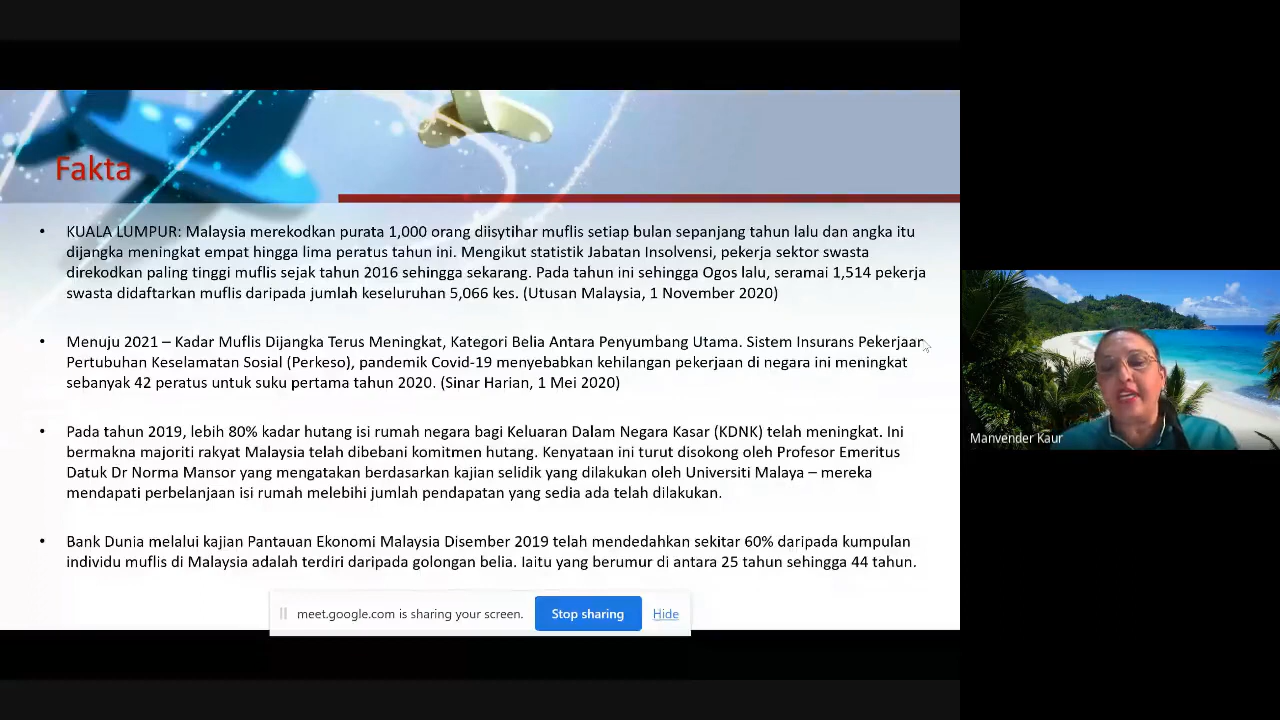 Fakta
• KUALA LUMPUR: Malaysia merekodkan purata 1,000 orang diisytihar muflis setiap bulan sepanjang tahun lalu dan angka itu
dijangka meningkat empat hingga lima peratus tahun ini. Mengikut statistik Jabatan Insolvensi, pekerja sektor swasta
direkodkan paling tinggi muflis sejak tahun 2016 sehingga sekarang. Pada tahun ini sehingga Ogos lalu, seramai 1,514 pekerja
swasta didaftarkan muflis daripada jumlah keseluruhan 5,066 kes. (Utusan Malaysia, 1 November 2020)
• Menuju 2021 – Kadar Muflis Dijangka Terus Meningkat, Kategori Belia Antara Penyumbang Utama. Sistem Insurans Pekerjaan
Pertubuhan Keselamatan Sosial (Perkeso), pandemik Covid-19 menyebabkan kehilangan pekerjaan di negara ini meningkat
sebanyak 42 peratus untuk suku pertama tahun 2020. (Sinar Harian, 1 Mei 2020)
• Pada tahun 2019, lebih 80% kadar hutang isi rumah negara bagi Keluaran Dalam Negara Kasar (KDNK) telah meningkat. Ini
bermakna majoriti rakyat Malaysia telah dibebani komitmen hutang. Kenyataan ini turut disokong oleh Profesor Emeritus
Datuk Dr Norma Mansor yang mengatakan berdasarkan kajian selidik yang dilakukan oleh Universiti Malaya – mereka
mendapati perbelanjaan isi rumah melebihi jumlah pendapatan yang sedia ada telah dilakukan.
• Bank Dunia melalui kajian Pantauan Ekonomi Malaysia Disember 2019 telah mendedahkan sekitar 60% daripada kumpulan
individu muflis di Malaysia adalah terdiri daripada golongan belia. Iaitu yang berumur di antara 25 tahun sehingga 44 tahun.
meet.google.com is sharing your screen. Stop sharing Hide
Manvender Kaur